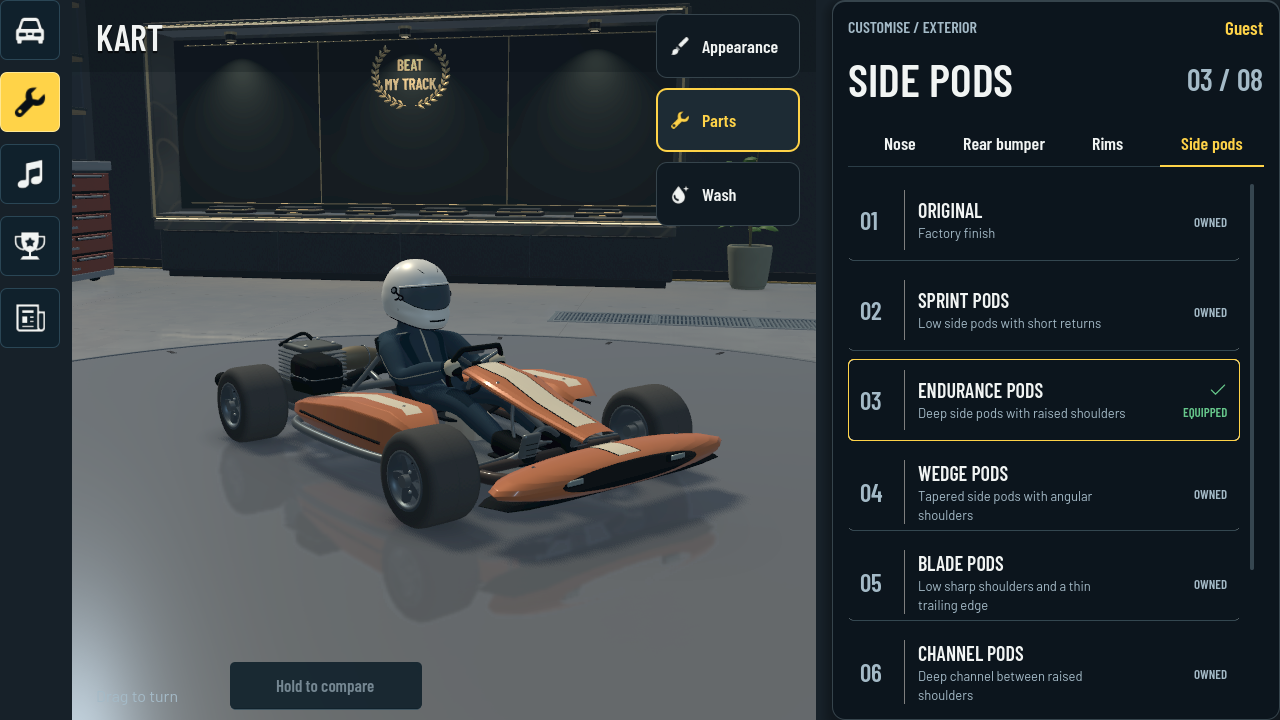 KART
BEAT
MY TRACK
Appearance
Parts
Wash
to turn
Hold to compare
CUSTOMISE / EXTERIOR
Guest
SIDE PODS
03 / 08
Nose
Rear bumper
Rims
Side pods
01
ORIGINAL
Factory finish
OWNED
02
SPRINT PODS
Low side pods with short returns
OWNED
03
ENDURANCE PODS
Deep side pods with raised shoulders
EQUIPPED
04
WEDGE PODS
Tapered side pods with angular
shoulders
OWNED
05
BLADE PODS
Low sharp shoulders and a thin
trailing edge
OWNED
06
CHANNEL PODS
Deep channel between raised
shoulders
OWNED